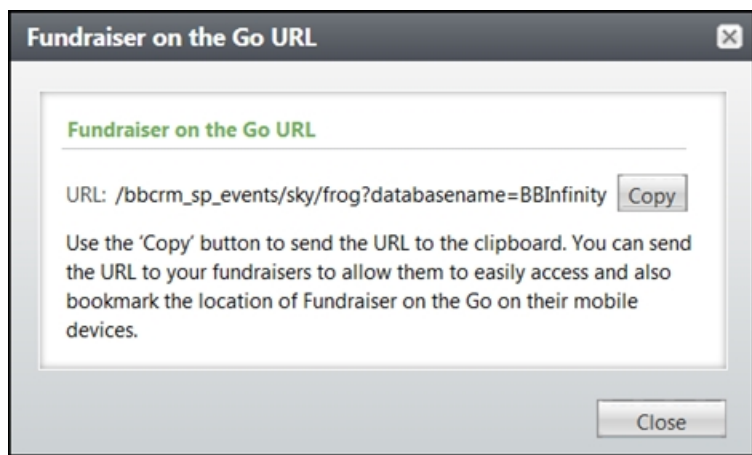 Fundraiser on the Go URL
Fundraiser on the Go URL
URL: /bbcrm_sp_events/sky/frog?databasename=BBInfinity Copy
Use the 'Copy' button to send the URL to the clipboard. You can send
the URL to your fundraisers to allow them to easily access and also
bookmark the location of Fundraiser on the Go on their mobile
devices.
Close